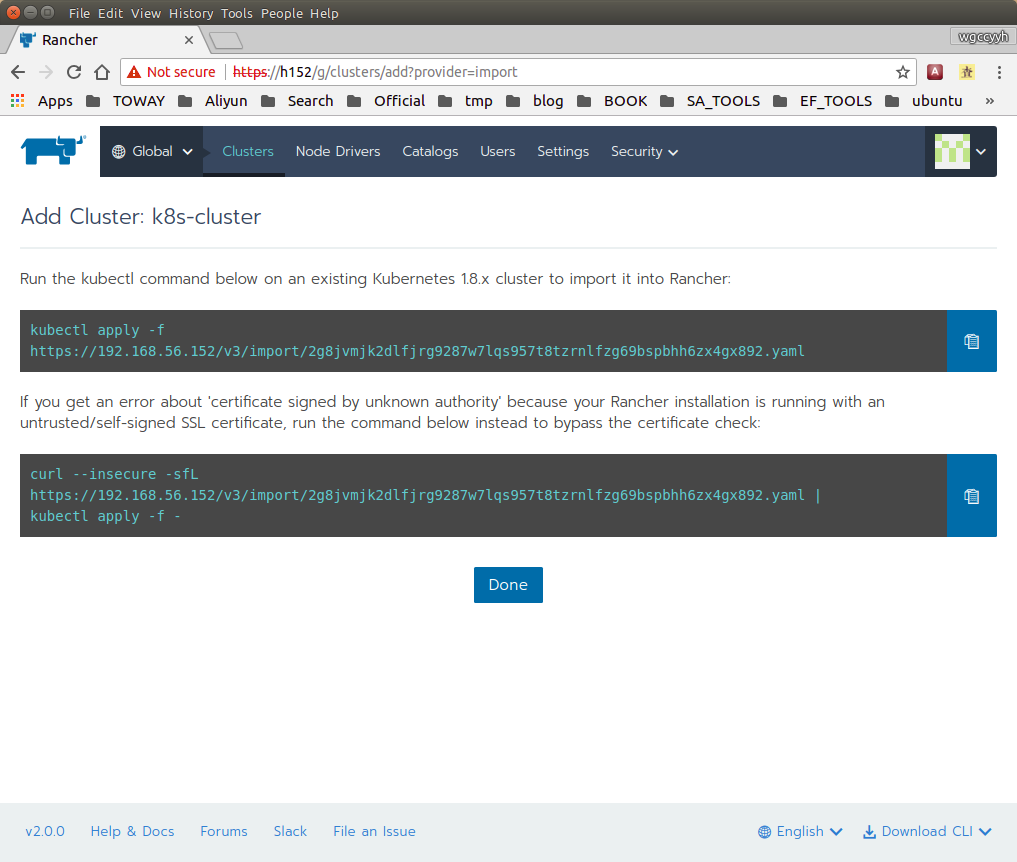 File Edit View History Tools People Help
Rancher
wgccyyh
Not secure https://h152/g/clusters/add?provider=import
A
Apps TOWAY Aliyun Search Official tmp blog BOOK SA_TOOLS EF_TOOLS ubuntu »
Global Clusters Node Drivers Catalogs Users Settings Security
Add Cluster: k8s-cluster
Run the kubectl command below on an existing Kubernetes 1.8.x cluster to import it into Rancher:
kubectl apply -f
https://192.168.56.152/v3/import/2g8jvmjk2dlfjrg9287w7lqs957t8tzrnlfzg69bspbhh6zx4gx892.yaml
If you get an error about 'certificate signed by unknown authority' because your Rancher installation is running with an
untrusted/self-signed SSL certificate, run the command below instead to bypass the certificate check:
curl --insecure -sfL
https://192.168.56.152/v3/import/2g8jvmjk2dlfjrg9287w7lqs957t8tzrnlfzg69bspbhh6zx4gx892.yaml |
kubectl apply -f -
Done
v2.0.0 Help & Docs Forums Slack File an Issue English Download CLI